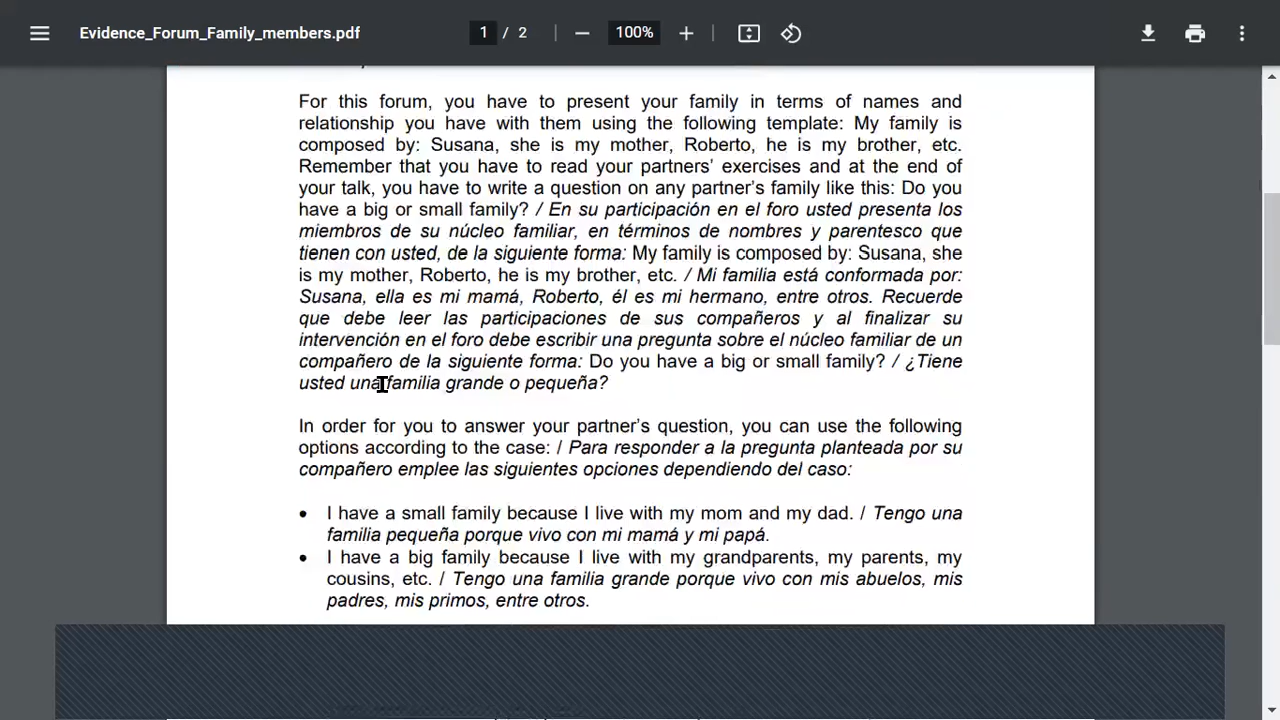 Evidence_Forum_Family_members.pdf
1 / 2
100%
For this forum, you have to present your family in terms of names and
relationship you have with them using the following template: My family is
composed by: Susana, she is my mother, Roberto, he is my brother, etc.
Remember that you have to read your partners’ exercises and at the end of
your talk, you have to write a question on any partner’s family like this: Do you
have a big or small family? / En su participación en el foro usted presenta los
miembros de su núcleo familiar, en términos de nombres y parentesco que
tienen con usted, de la siguiente forma: My family is composed by: Susana, she
is my mother, Roberto, he is my brother, etc. / Mi familia está conformada por:
Susana, ella es mi mamá, Roberto, él es mi hermano, entre otros. Recuerde
que debe leer las participaciones de sus compañeros y al finalizar su
intervención en el foro debe escribir una pregunta sobre el núcleo familiar de un
compañero de la siguiente forma: Do you have a big or small family? / ¿Tiene
usted una familia grande o pequeña?
In order for you to answer your partner’s question, you can use the following
options according to the case: / Para responder a la pregunta planteada por su
compañero emplee las siguientes opciones dependiendo del caso:
• I have a small family because I live with my mom and my dad. / Tengo una
familia pequeña porque vivo con mi mamá y mi papá.
• I have a big family because I live with my grandparents, my parents, my
cousins, etc. / Tengo una familia grande porque vivo con mis abuelos, mis
padres, mis primos, entre otros.